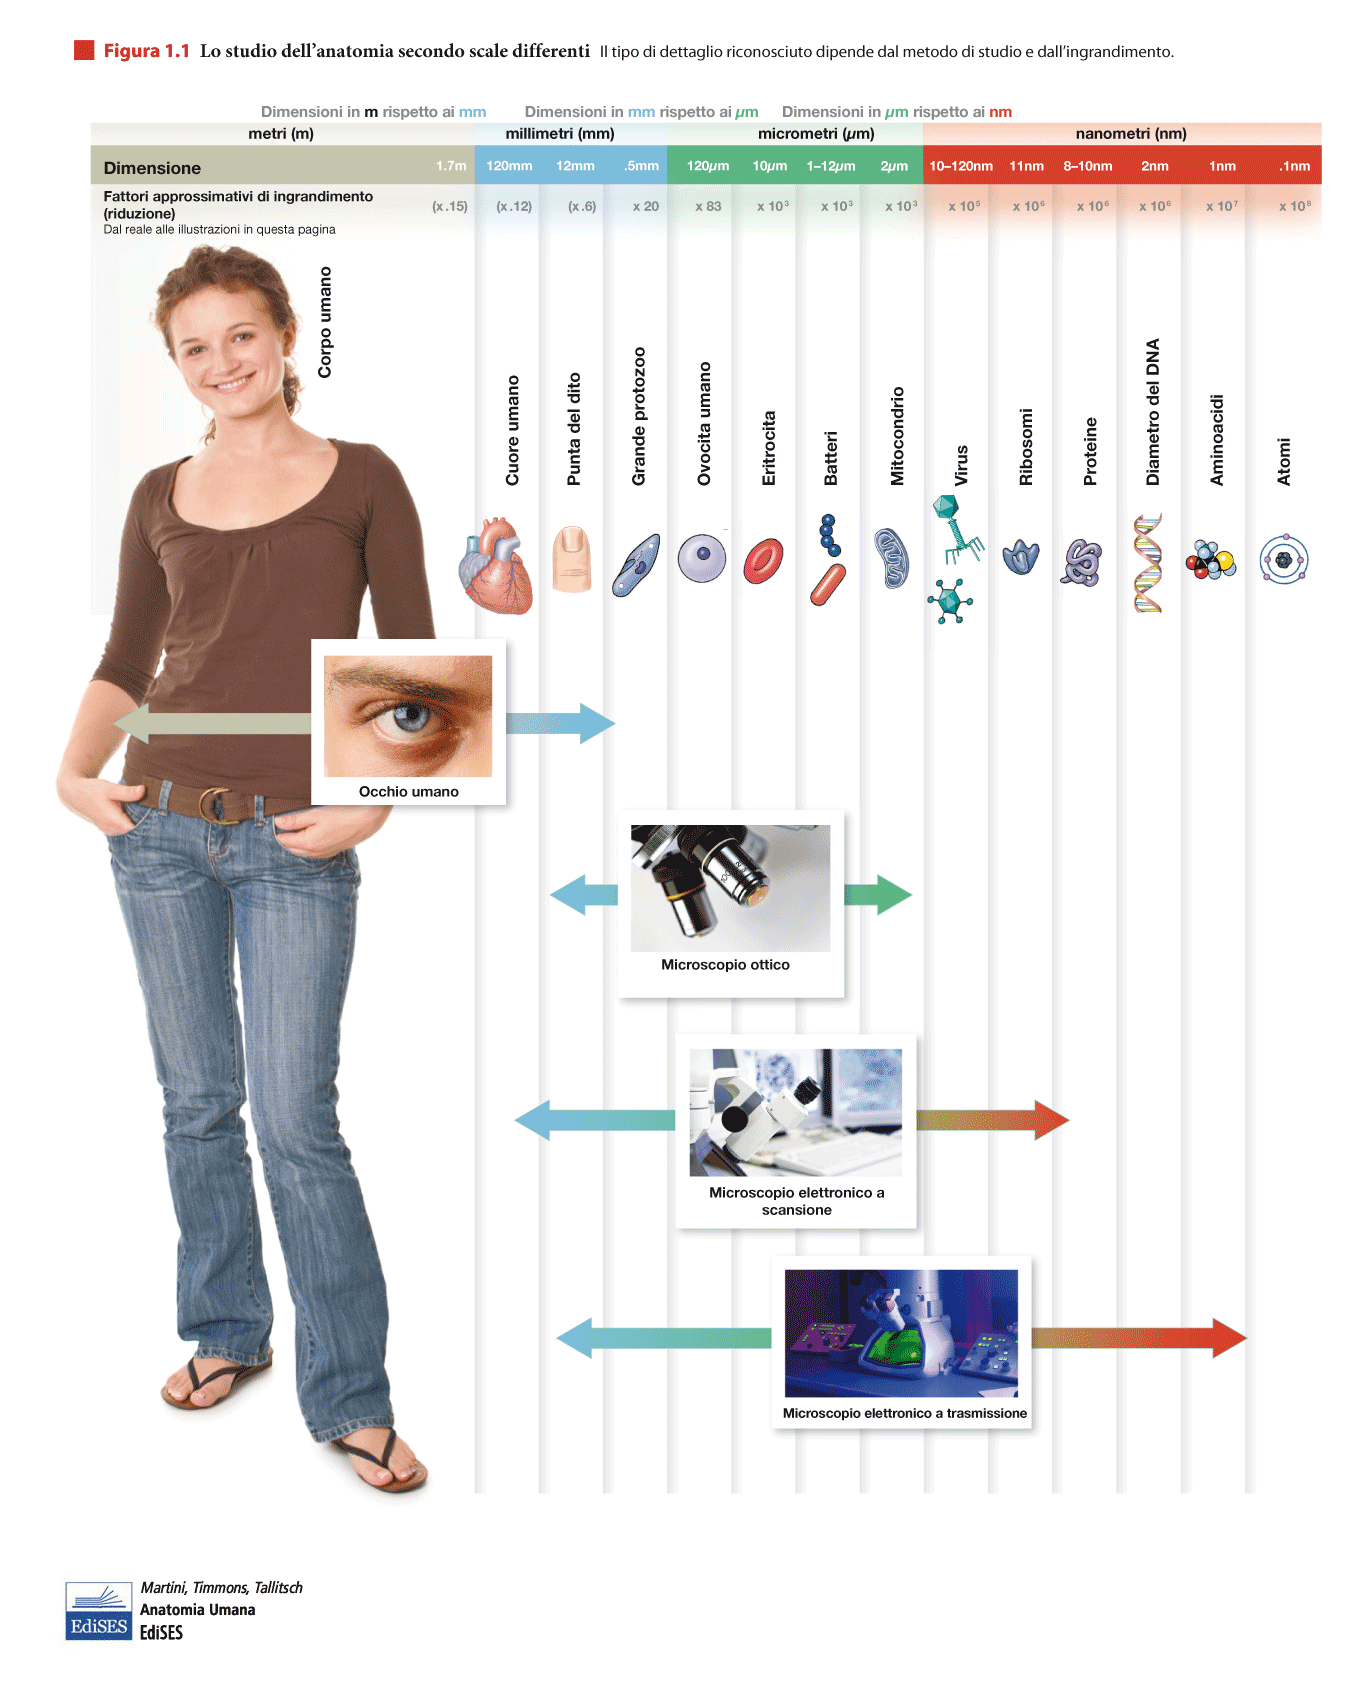 Figura 1.1 Lo studio dell’anatomia secondo scale differenti Il tipo di dettaglio riconosciuto dipende dal metodo di studio e dall’ingrandimento.
Dimensioni in m rispetto ai mm Dimensioni in mm rispetto ai µm Dimensioni in µm rispetto ai nm
metri (m) millimetri (mm) micrometri (µm) nanometri (nm)
Dimensione 1.7m 120mm 12mm .5mm 120µm 10µm 1–12µm 2µm 10–120nm 11nm 8–10nm 2nm 1nm .1nm
Fattori approssimativi di ingrandimento
(riduzione) (x .15) (x .12) (x .6) x 20 x 83 x 10³ x 10³ x 10³ x 10⁵ x 10⁶ x 10⁶ x 10⁶ x 10⁷ x 10⁸
Dal reale alle illustrazioni in questa pagina
Corpo umano
Cuore umano
Punta del dito
Grande protozoo
Ovocita umano
Eritrocita
Batteri
Mitocondrio
Virus
Ribosomi
Proteine
Diametro del DNA
Aminoacidi
Atomi
Occhio umano
Microscopio ottico
Microscopio elettronico a
scansione
Microscopio elettronico a trasmissione
Martini, Timmons, Tallitsch
Anatomia Umana
EdiSES
EdiSES